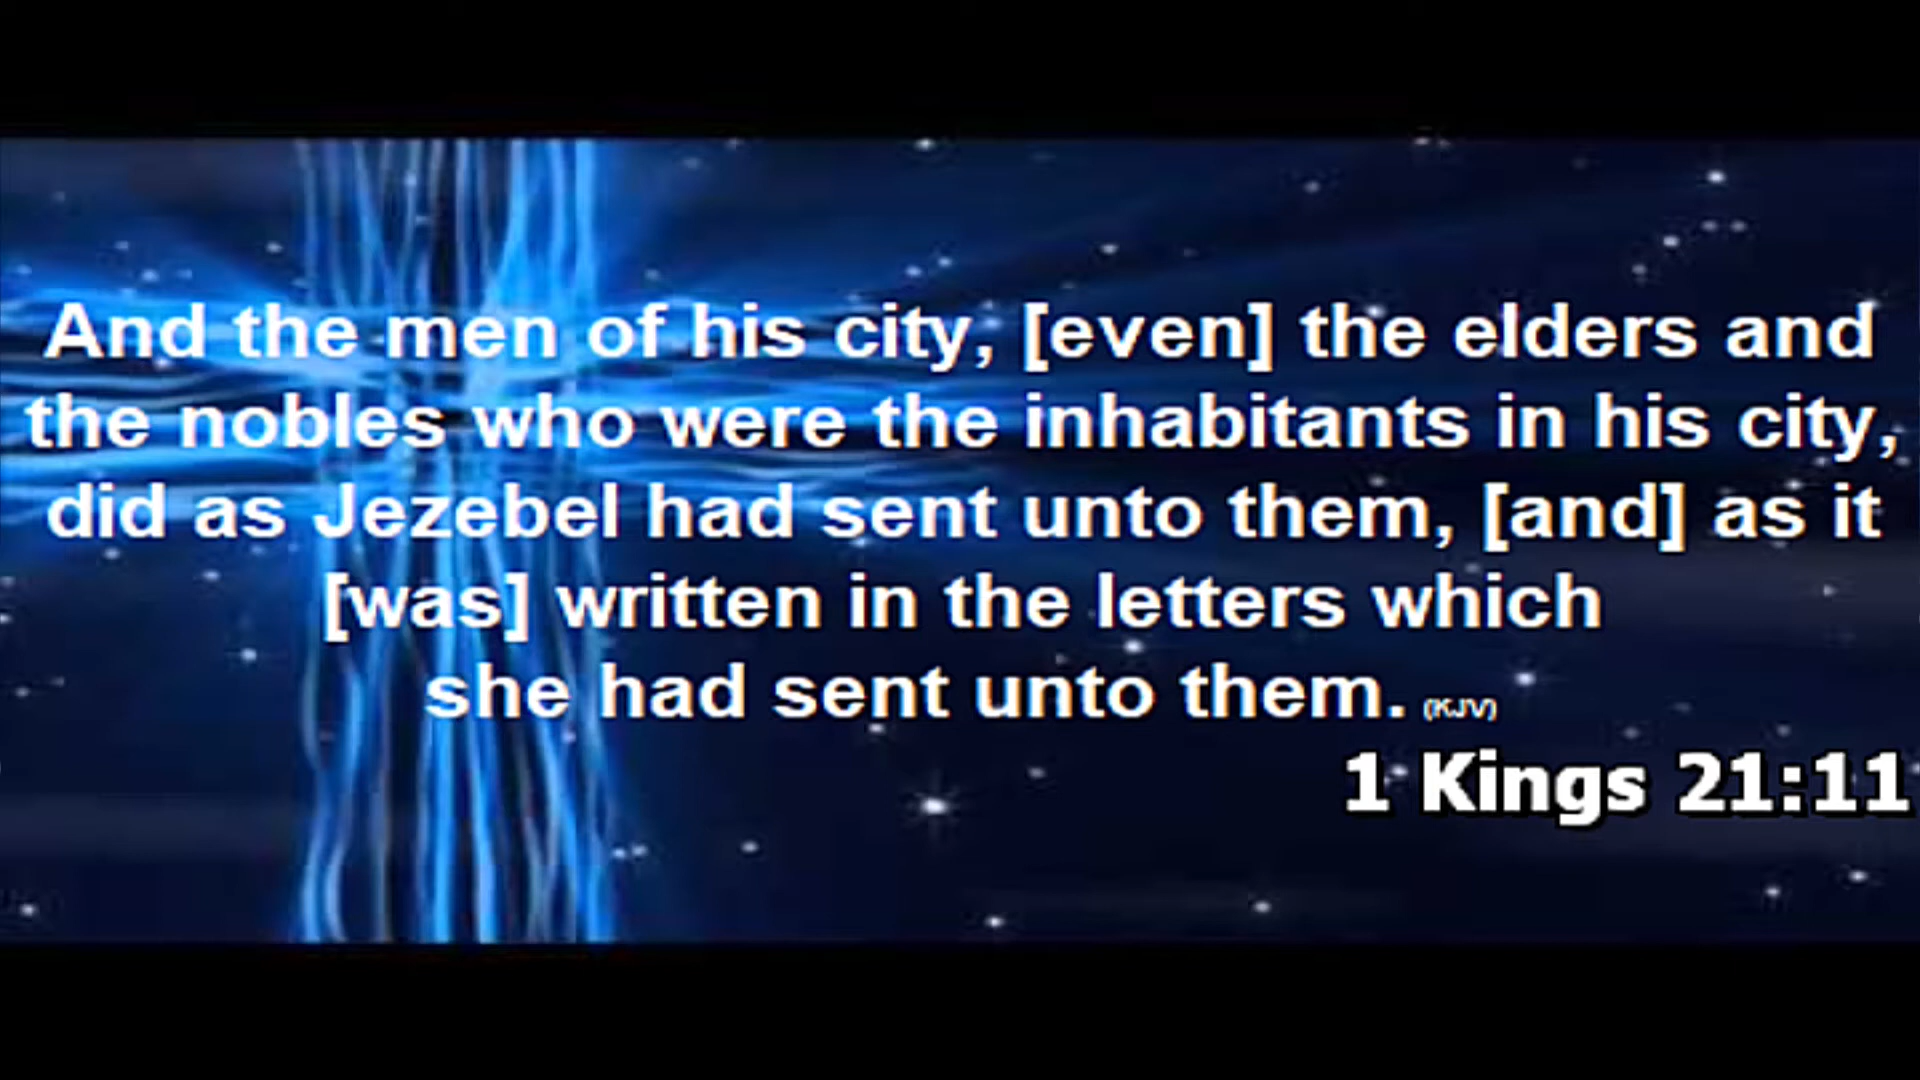 And the men of his city, [even] the elders and
the nobles who were the inhabitants in his city,
did as Jezebel had sent unto them, [and] as it
[was] written in the letters which
she had sent unto them. (KJV)
1 Kings 21:11